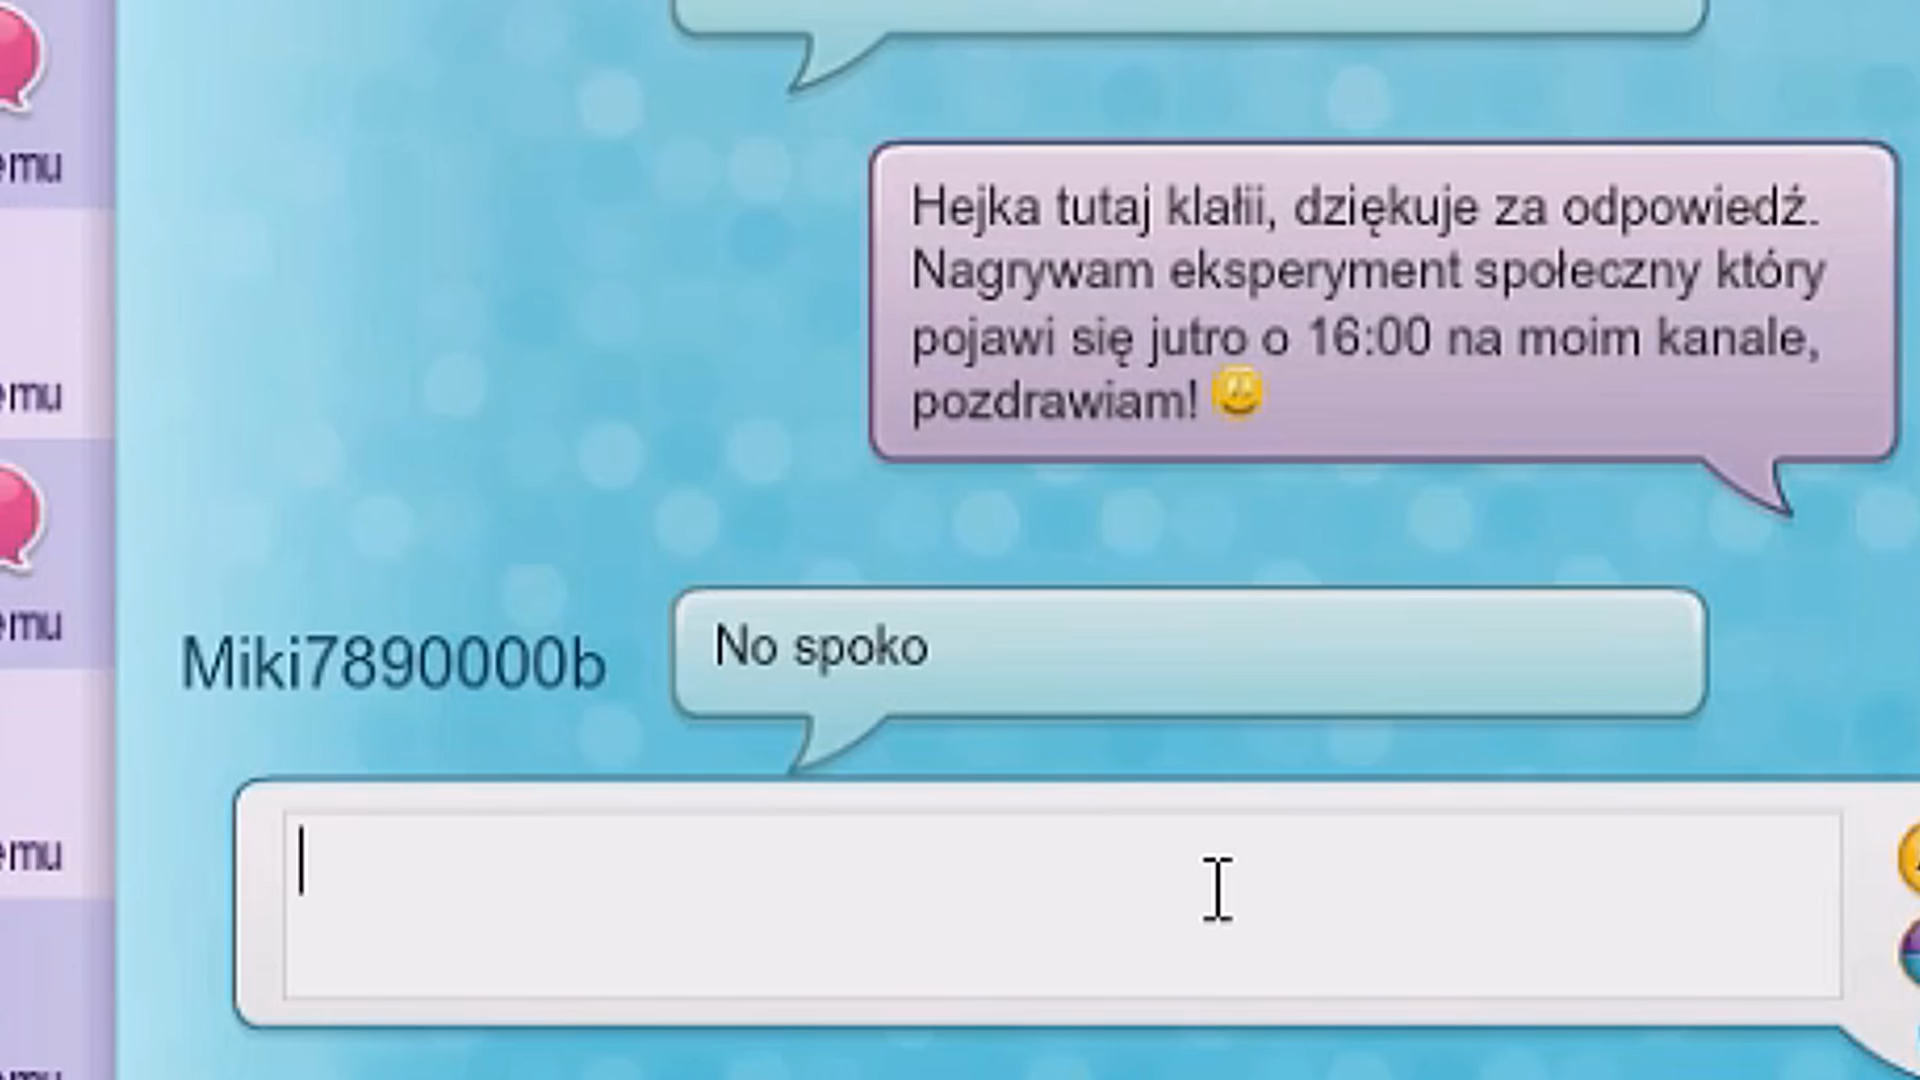 emu
Hejka tutaj klałii, dziękuje za odpowiedź.
Nagrywam eksperyment społeczny który
pojawi się jutro o 16:00 na moim kanale,
pozdrawiam!
emu
emu
Miki7890000b
No spoko
emu
emu